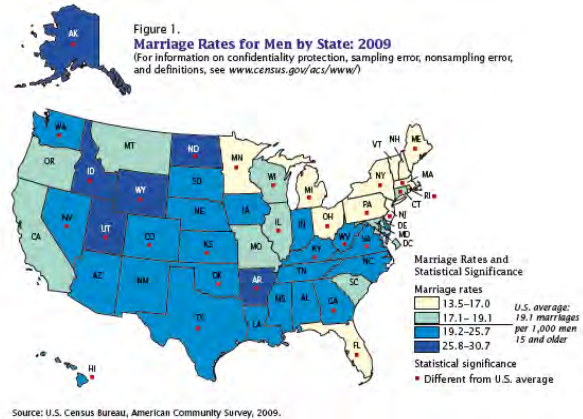 AK
Figure 1.
Marriage Rates for Men by State: 2009
(For information on confidentiality protection, sampling error, nonsampling error,
and definitions, see www.census.gov/acs/www/)
WA
MT
ND
MN
VT
NH
ME
OR
ID
WY
SD
WI
MI
NY
MA
RI
CT
NV
UT
CO
NE
IA
IL
IN
OH
PA
NJ
DE
MD
DC
CA
AZ
NM
KS
MO
KY
WV
VA
OK
AR
TN
NC
SC
TX
LA
MS
AL
GA
FL
HI
Marriage Rates and
Statistical Significance
Marriage rates
13.5–17.0
17.1– 19.1
19.2–25.7
25.8–30.7
U.S. average:
19.1 marriages
per 1,000 men
15 and older
Statistical significance
Different from U.S. average
Source: U.S. Census Bureau, American Community Survey, 2009.